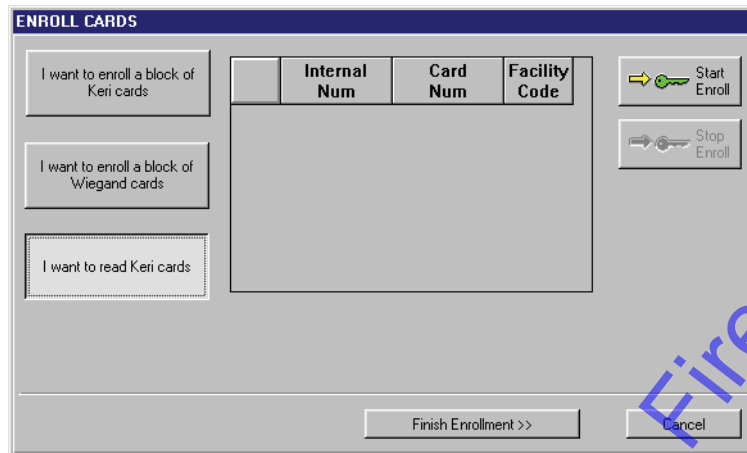 ENROLL CARDS
I want to enroll a block of
Keri cards
I want to enroll a block of
Wiegand cards
I want to read Keri cards
Internal
Num
Card
Num
Facility
Code
Start
Enroll
Stop
Enroll
Finish Enrollment >>
Cancel
Fire